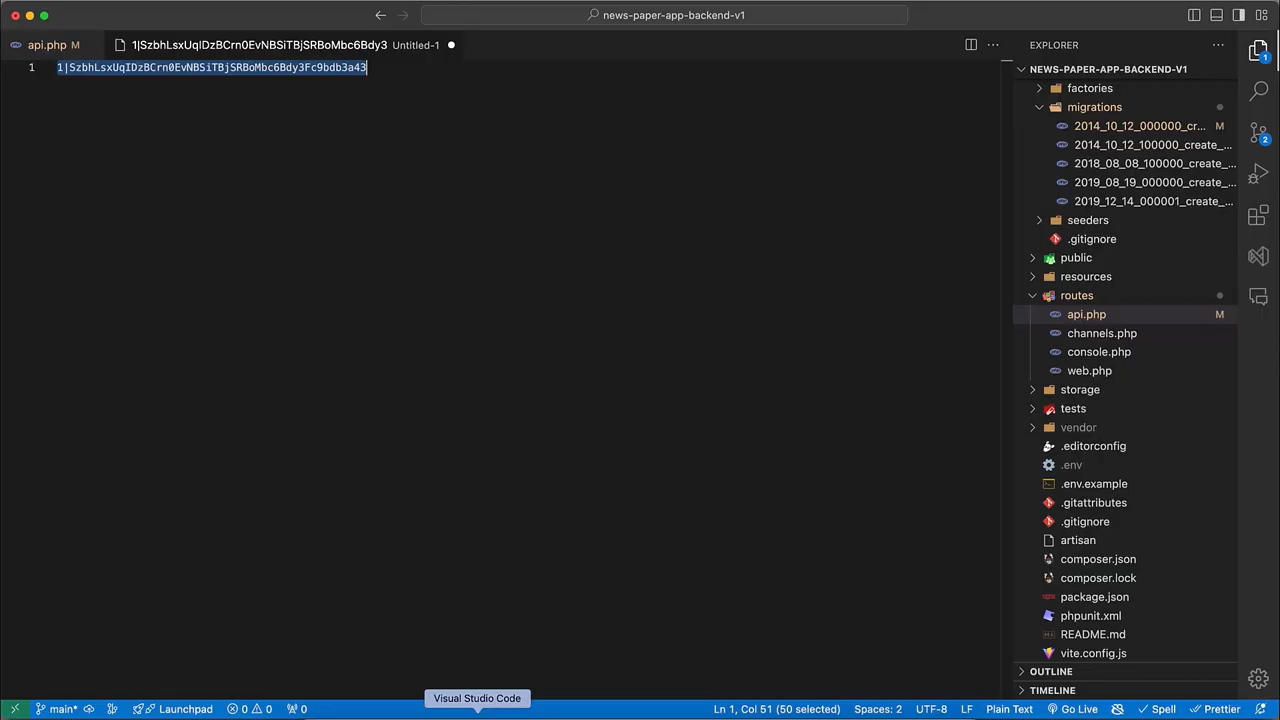 news-paper-app-backend-v1
api.php M
1|SzbhLsxUqIDzBCrn0EvNBSiTBjSRBoMbc6Bdy3 Untitled-1
EXPLORER
1 1|SzbhLsxUqIDzBCrn0EvNBSiTBjSRBoMbc6Bdy3Fc9bdb3a43
NEWS-PAPER-APP-BACKEND-V1
factories
migrations
2014_10_12_000000_cr... M
2014_10_12_100000_create_...
2018_08_08_100000_create_...
2019_08_19_000000_create_...
2019_12_14_000001_create_...
seeders
.gitignore
public
resources
routes
api.php M
channels.php
console.php
web.php
storage
tests
vendor
.editorconfig
.env
.env.example
.gitattributes
.gitignore
artisan
composer.json
composer.lock
package.json
phpunit.xml
README.md
vite.config.js
OUTLINE
TIMELINE
1
2
Visual Studio Code
main* Launchpad 0 0 0 Ln 1, Col 51 (50 selected) Spaces: 2 UTF-8 LF Plain Text Go Live Spell Prettier